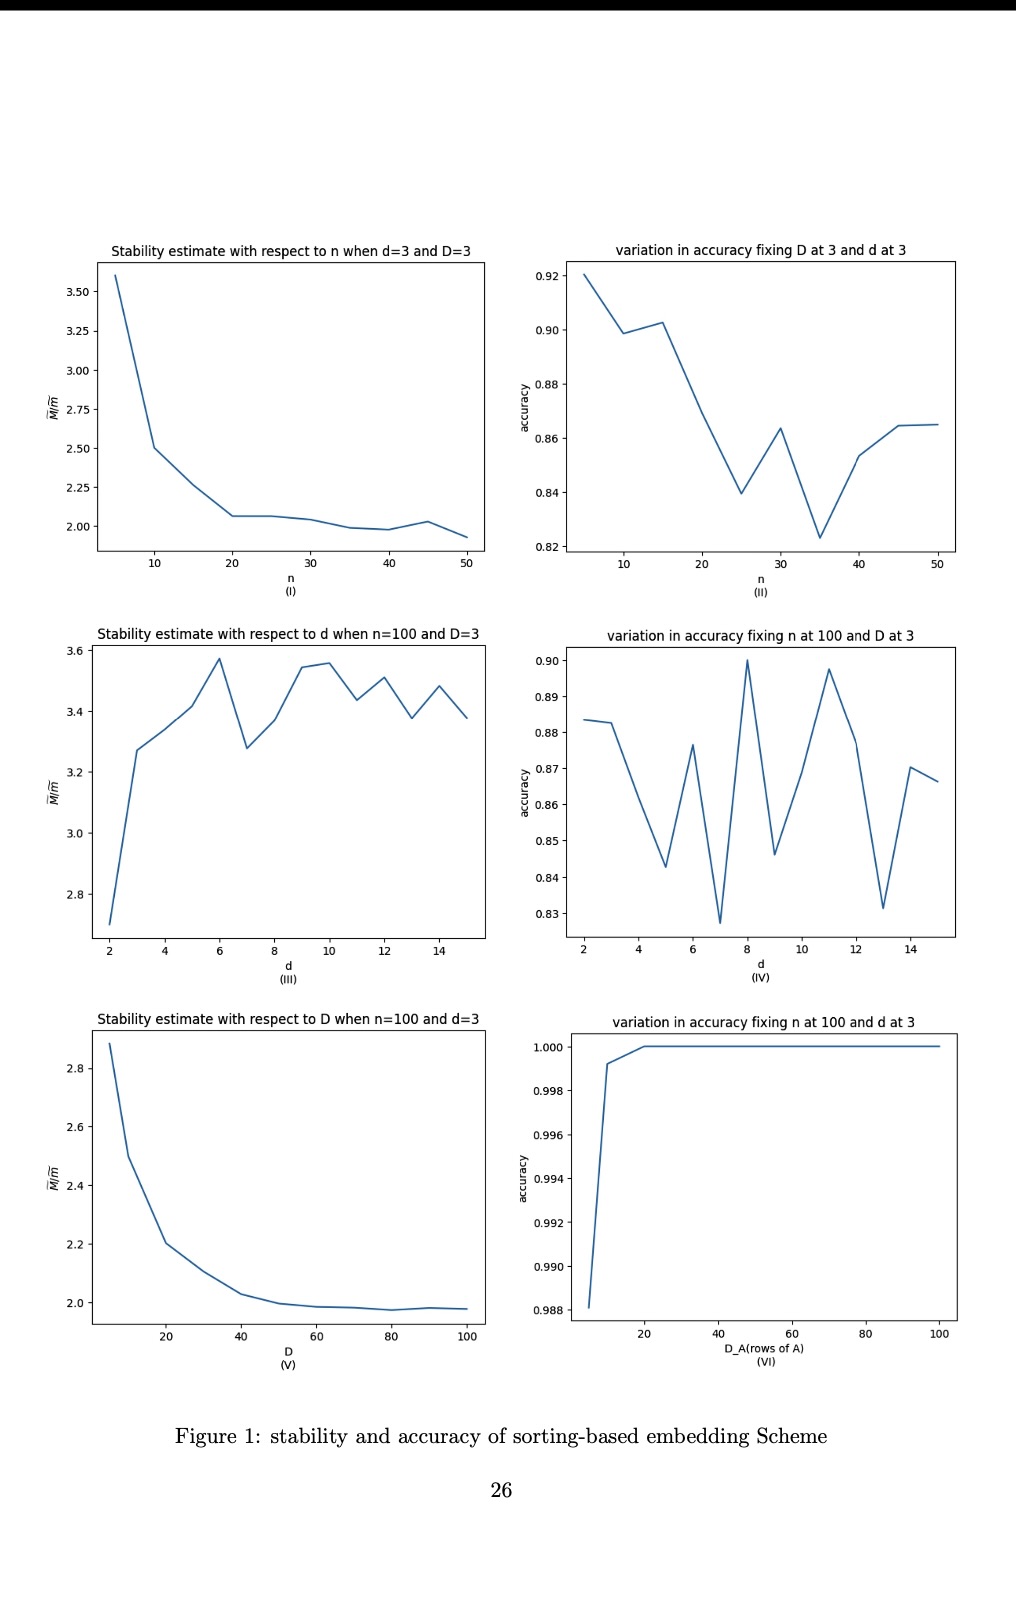 Stability estimate with respect to n when d=3 and D=3
3.50
3.25
3.00
2.75
2.50
2.25
2.00
M̃/m̃
10 20 30 40 50
n
(I)
variation in accuracy fixing D at 3 and d at 3
0.92
0.90
0.88
0.86
0.84
0.82
accuracy
10 20 30 40 50
n
(II)
Stability estimate with respect to d when n=100 and D=3
3.6
3.4
3.2
3.0
2.8
M̃/m̃
2 4 6 8 10 12 14
d
(III)
variation in accuracy fixing n at 100 and D at 3
0.90
0.89
0.88
0.87
0.86
0.85
0.84
0.83
accuracy
2 4 6 8 10 12 14
d
(IV)
Stability estimate with respect to D when n=100 and d=3
2.8
2.6
2.4
2.2
2.0
M̃/m̃
20 40 60 80 100
D
(V)
variation in accuracy fixing n at 100 and d at 3
1.000
0.998
0.996
0.994
0.992
0.990
0.988
accuracy
20 40 60 80 100
D_A(rows of A)
(VI)
Figure 1: stability and accuracy of sorting-based embedding Scheme
26